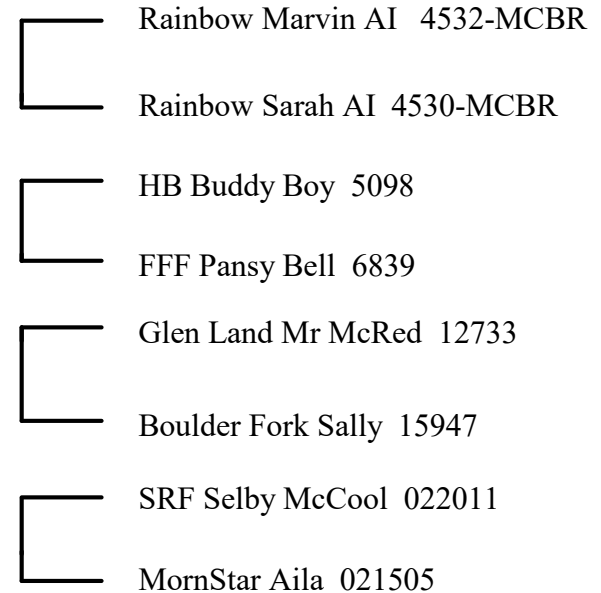 Rainbow Marvin AI 4532-MCBR
Rainbow Sarah AI 4530-MCBR
HB Buddy Boy 5098
FFF Pansy Bell 6839
Glen Land Mr McRed 12733
Boulder Fork Sally 15947
SRF Selby McCool 022011
MornStar Aila 021505